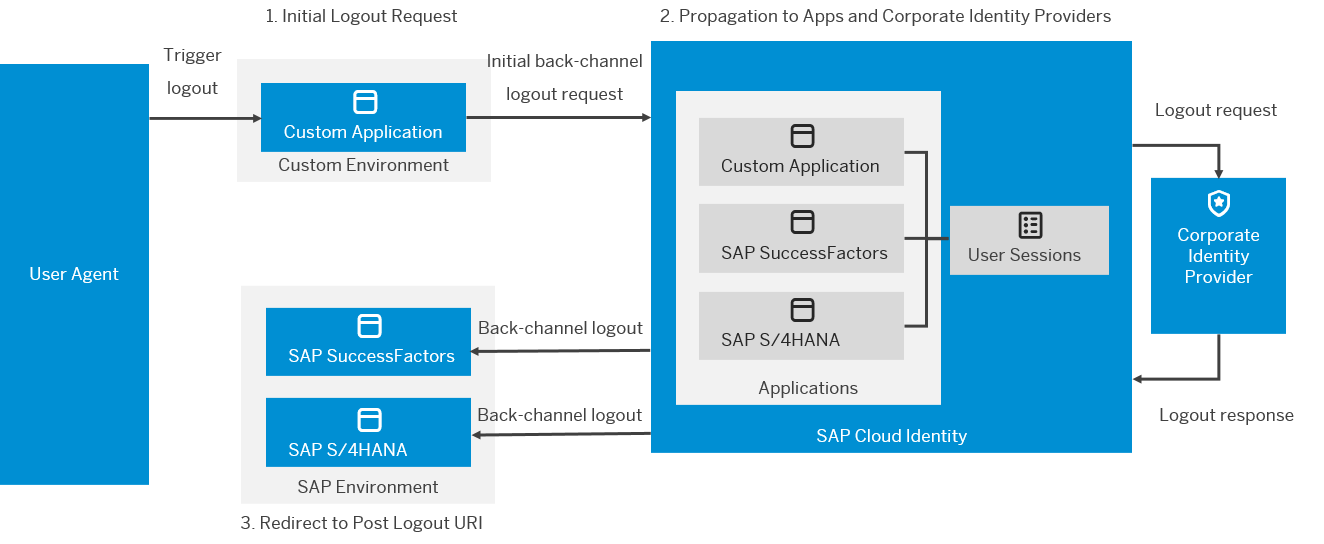 1. Initial Logout Request
2. Propagation to Apps and Corporate Identity Providers
Trigger
logout
Initial back-channel
logout request
Custom Application
Custom Environment
User Agent
Custom Application
SAP SuccessFactors
SAP S/4HANA
Applications
User Sessions
SAP Cloud Identity
Logout request
Corporate
Identity
Provider
Logout response
Back-channel logout
SAP SuccessFactors
Back-channel logout
SAP S/4HANA
SAP Environment
3. Redirect to Post Logout URI